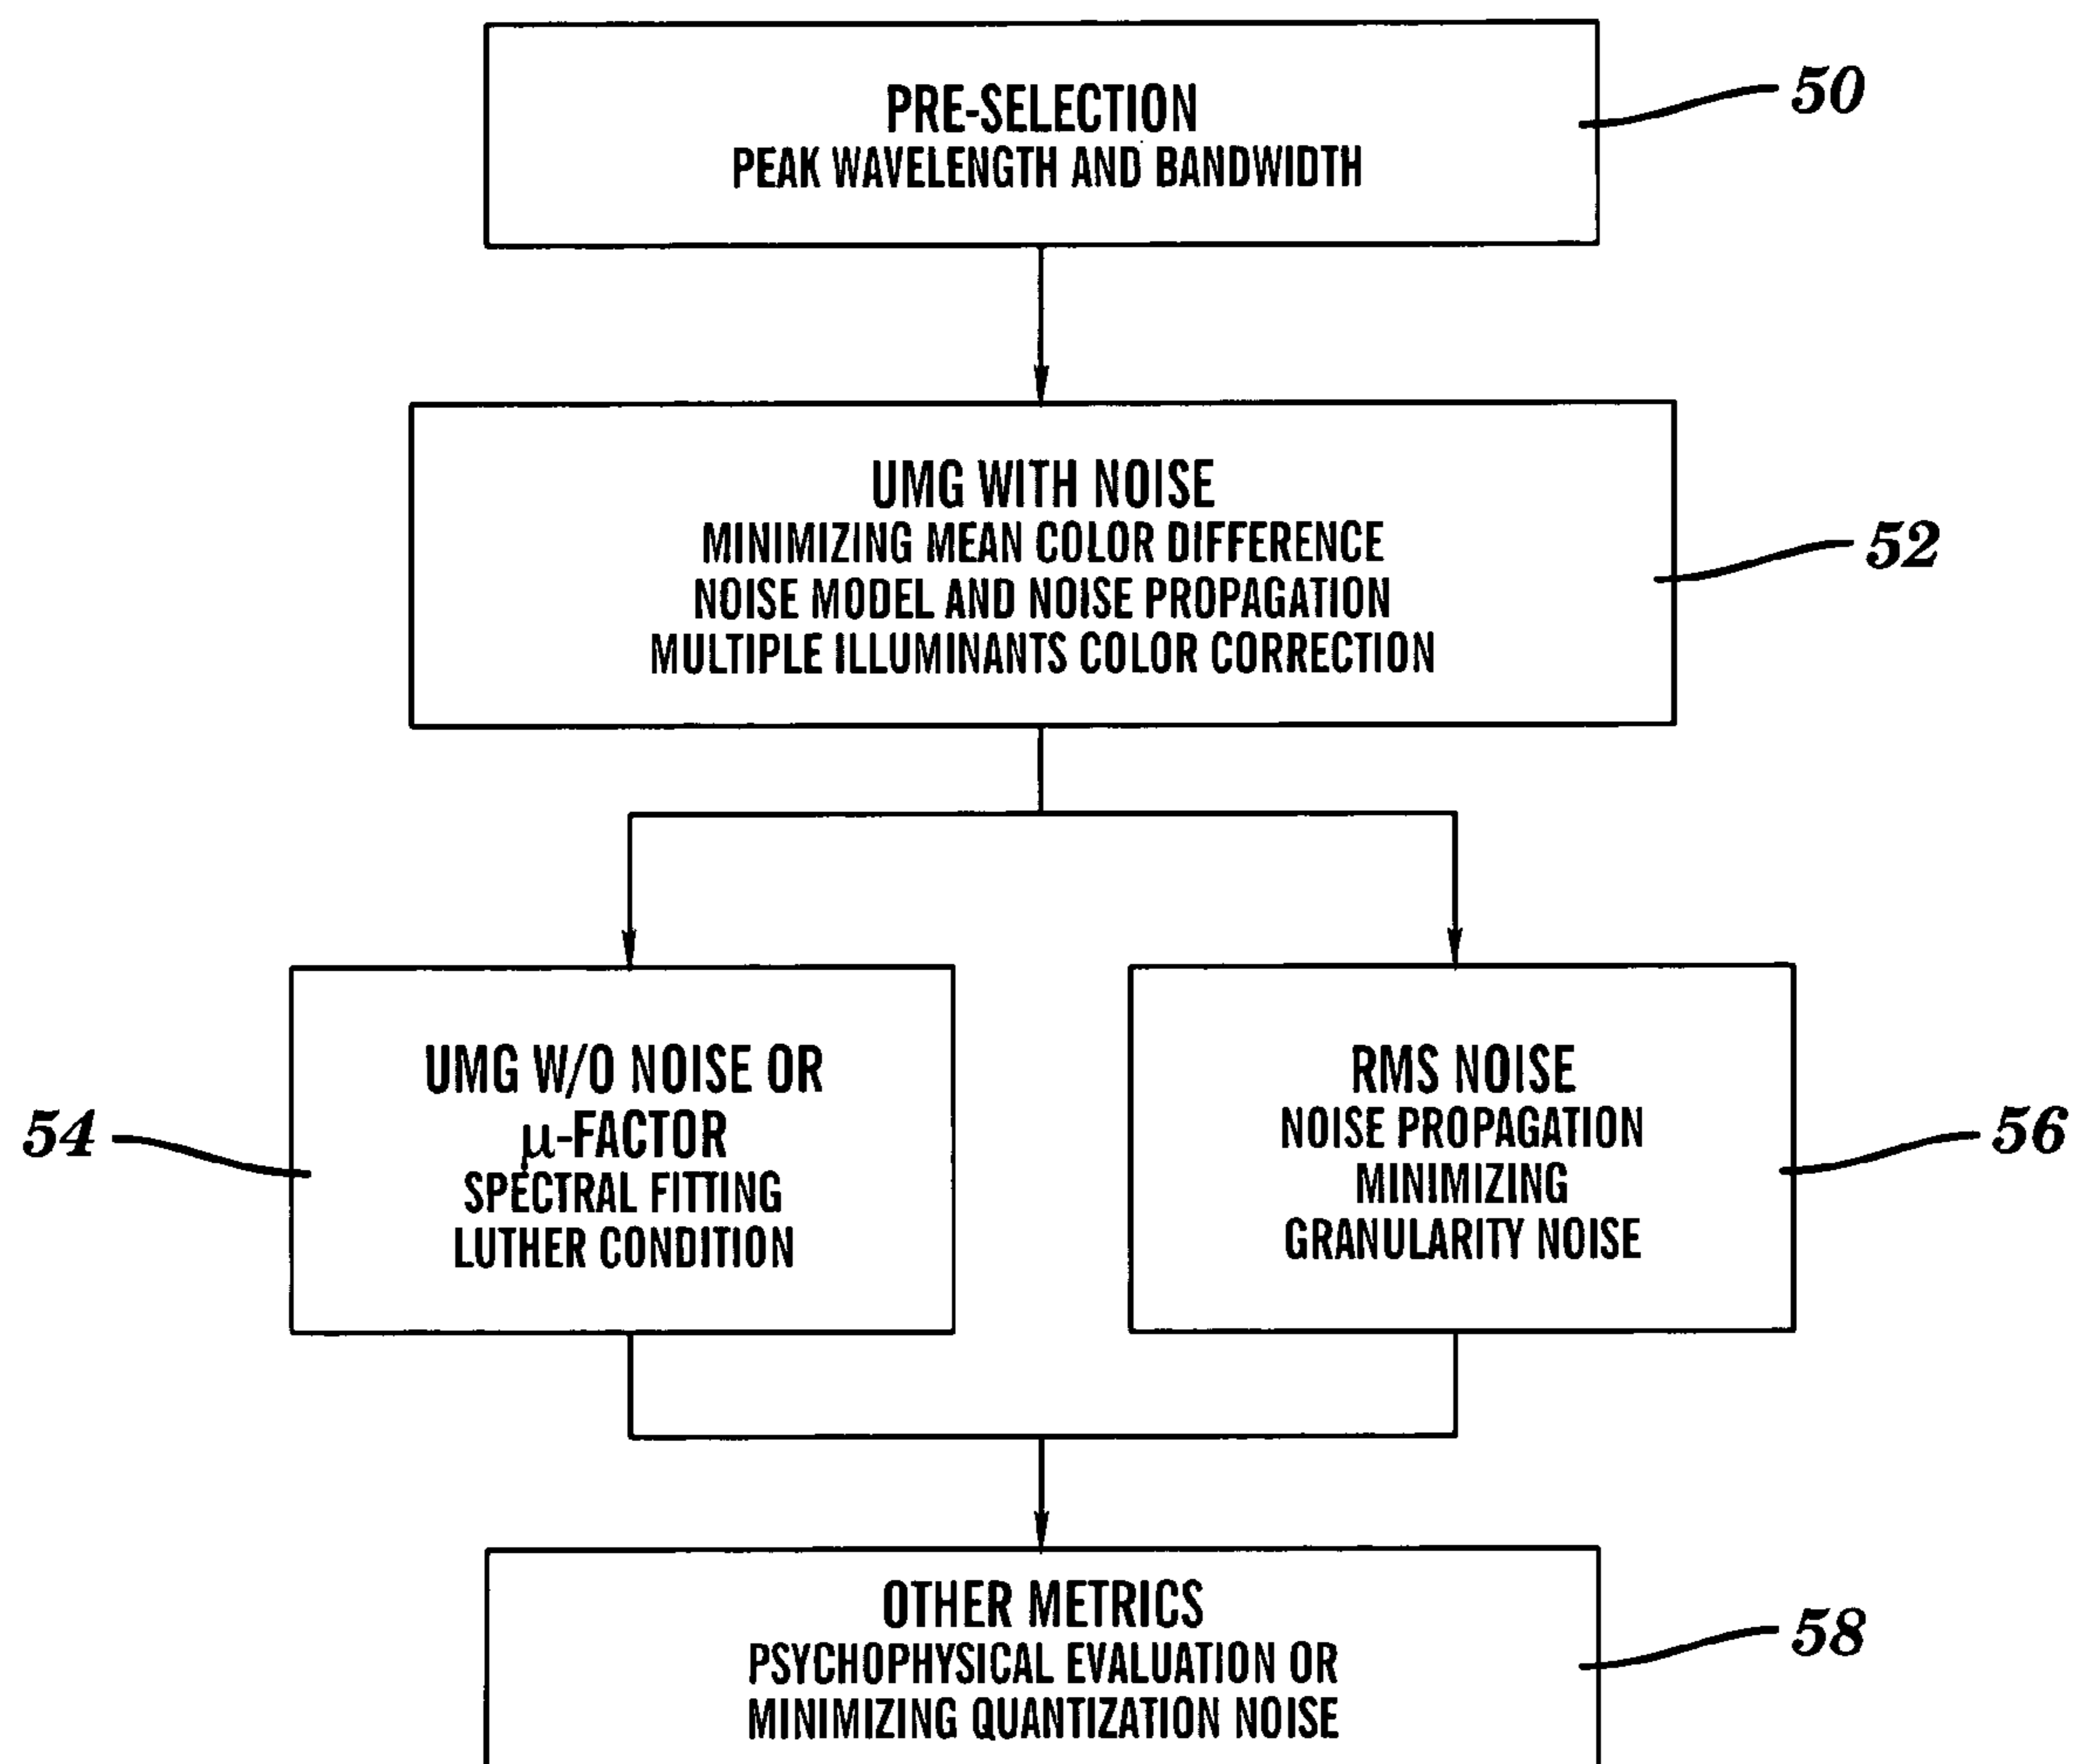 PRE-SELECTION
PEAK WAVELENGTH AND BANDWIDTH
50
UMG WITH NOISE
MINIMIZING MEAN COLOR DIFFERENCE
NOISE MODEL AND NOISE PROPAGATION
MULTIPLE ILLUMINANTS COLOR CORRECTION
52
UMG W/O NOISE OR
µ-FACTOR
SPECTRAL FITTING
LUTHER CONDITION
54
RMS NOISE
NOISE PROPAGATION
MINIMIZING
GRANULARITY NOISE
56
OTHER METRICS
PSYCHOPHYSICAL EVALUATION OR
MINIMIZING QUANTIZATION NOISE
58